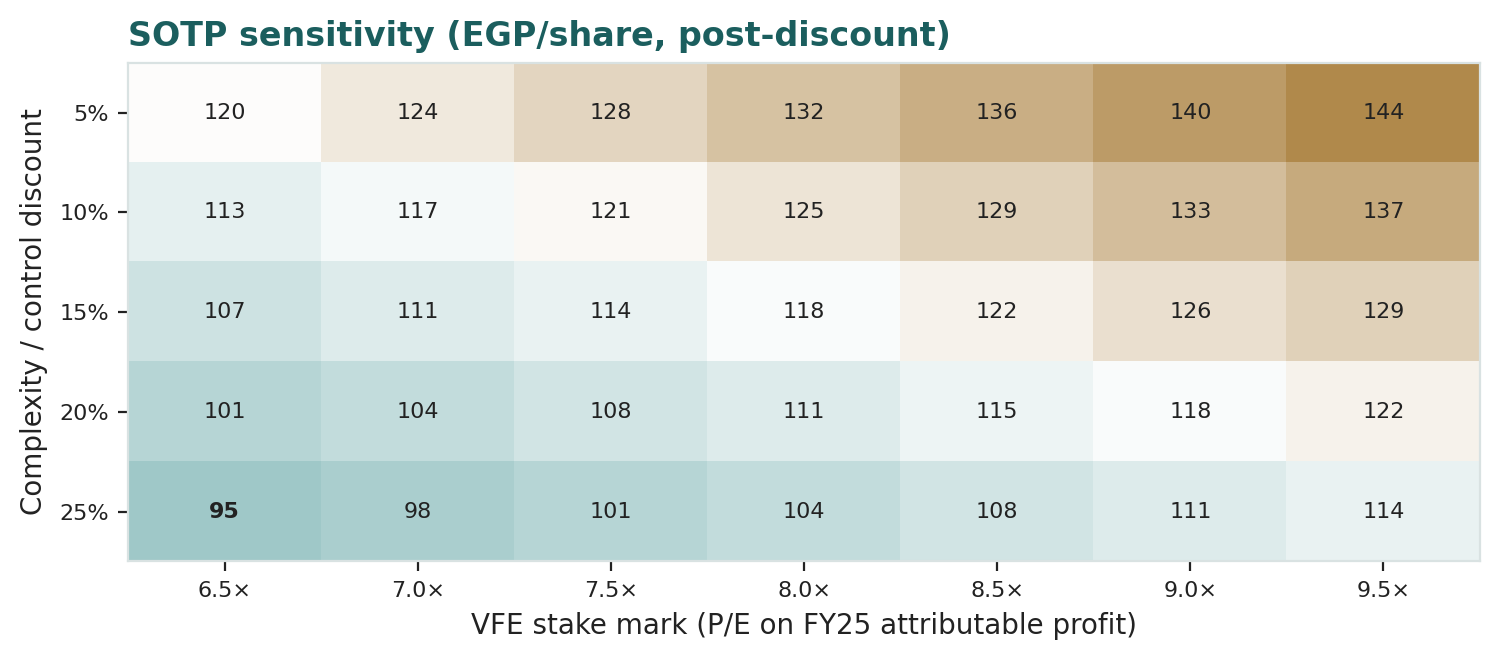 SOTP sensitivity (EGP/share, post-discount)
Complexity / control discount
5% 120 124 128 132 136 140 144
10% 113 117 121 125 129 133 137
15% 107 111 114 118 122 126 129
20% 101 104 108 111 115 118 122
25% 95 98 101 104 108 111 114
6.5× 7.0× 7.5× 8.0× 8.5× 9.0× 9.5×
VFE stake mark (P/E on FY25 attributable profit)